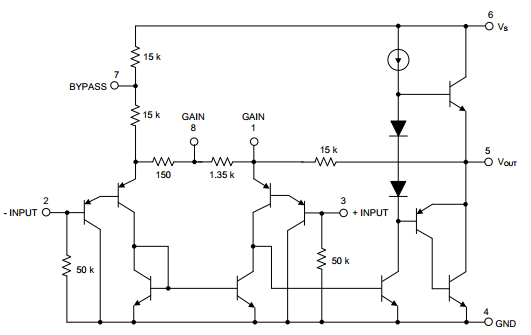 6
Vs
15 k
7
BYPASS
15 k
GAIN
8
GAIN
1
15 k
5
VOUT
150
1.35 k
2
- INPUT
3
+ INPUT
50 k
50 k
4
GND